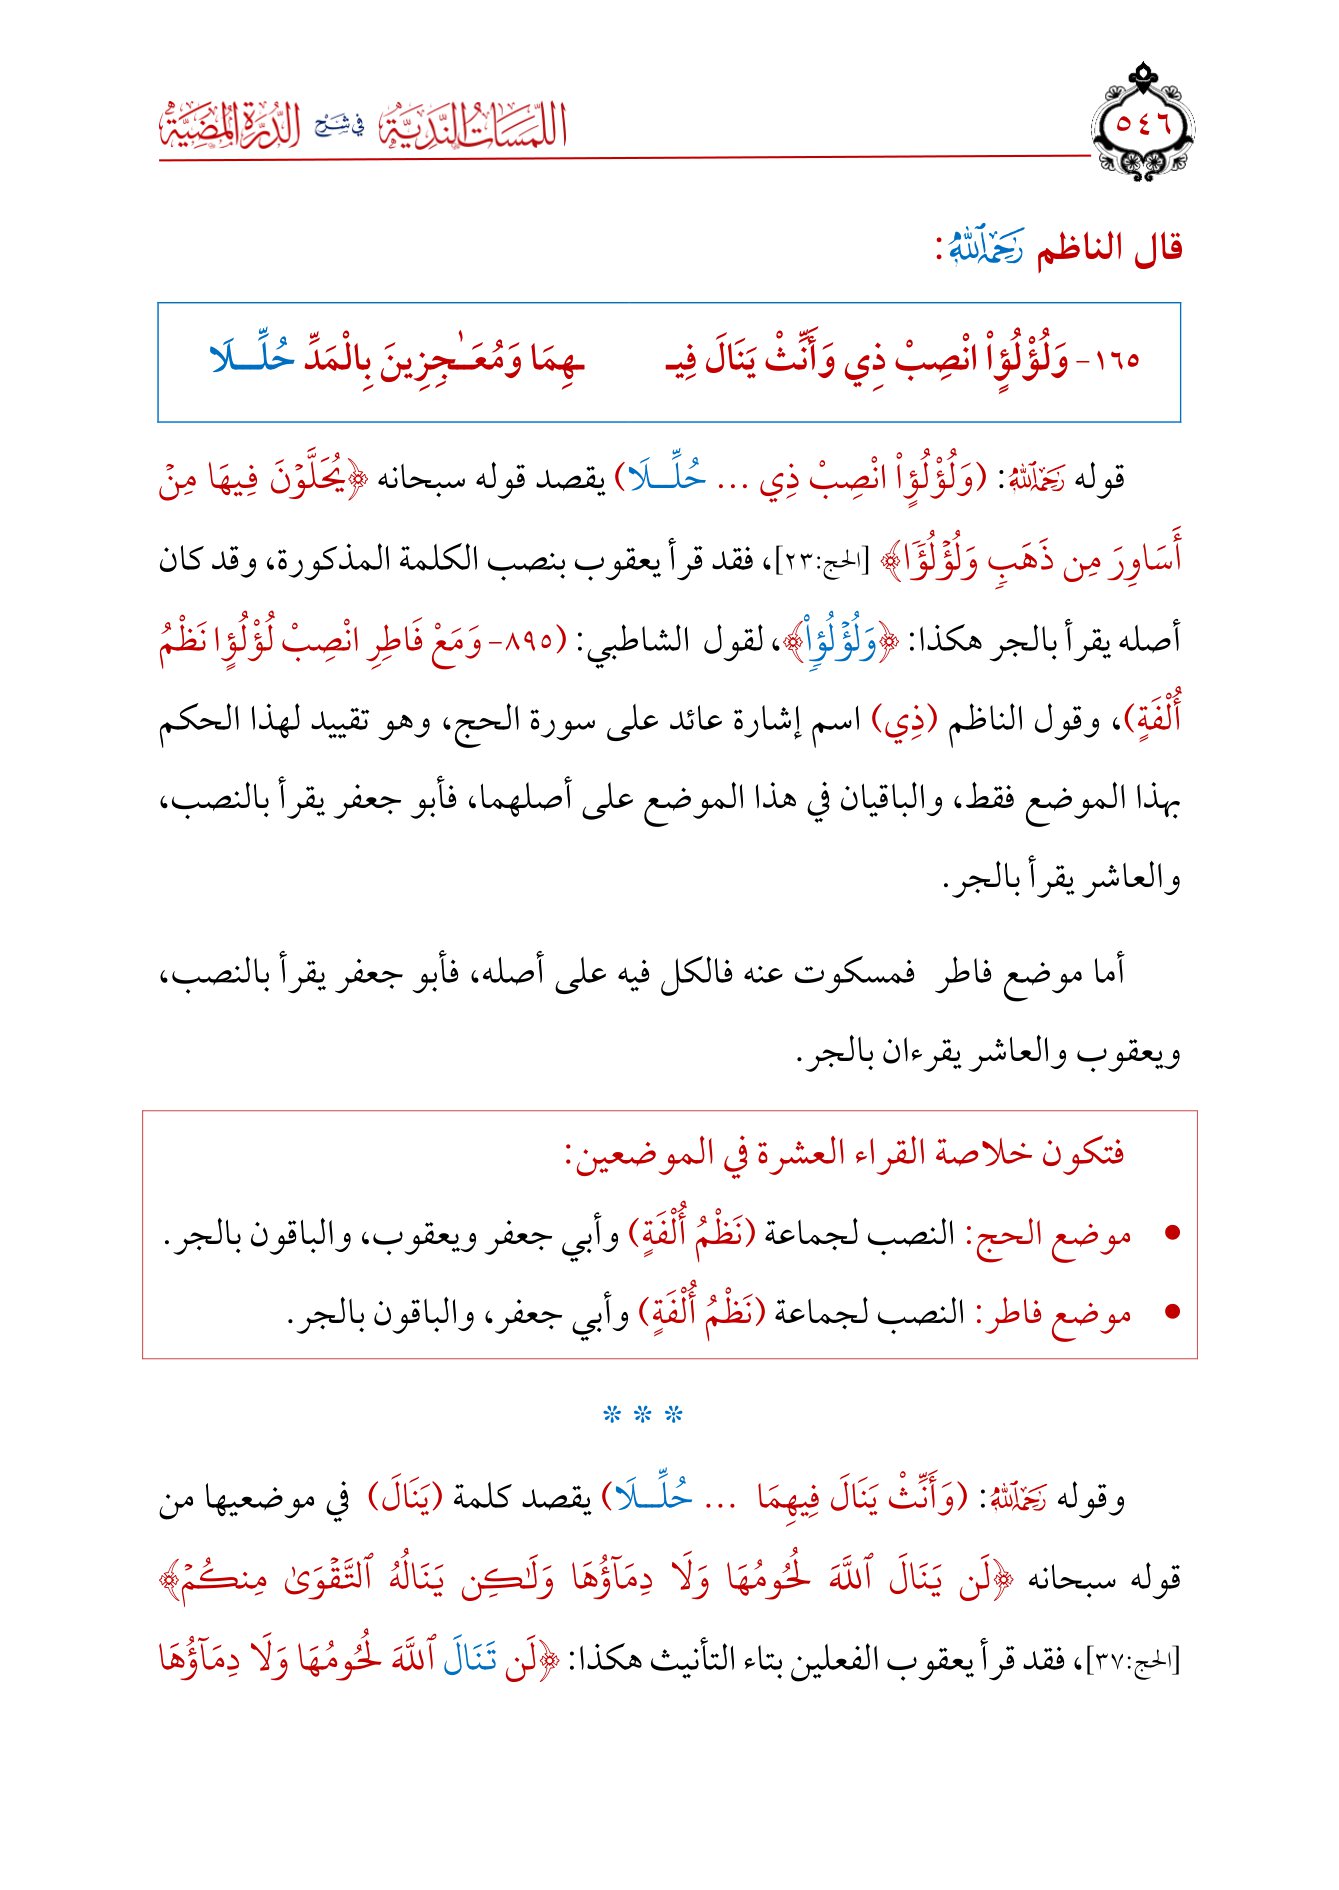 ٥٤٦
اللمسات الندية في شرح الدرة المضية
قال الناظم رَحِمَهُ ٱللَّهُ:
١٦٥- وَلُؤْلُؤٍاْ انْصِبْ ذِي وَأَنِّثْ يَنَالَ فِيـ ـهِمَا وَمُعَـٰجِزِينَ بِالْمَدِّ حُلِّـــلَا
قوله رَحِمَهُ ٱللَّهُ: (وَلُؤْلُؤٍاْ انْصِبْ ذِي ... حُلِّـــلَا) يقصد قوله سبحانه ﴿يُحَلَّوۡنَ فِيهَا مِنۡ
أَسَاوِرَ مِن ذَهَبٖ وَلُؤۡلُؤٗا﴾ [الحج:٢٣]، فقد قرأ يعقوب بنصب الكلمة المذكورة، وقد كان
أصله يقرأ بالجر هكذا: ﴿وَلُؤۡلُؤٖاْ﴾، لقول الشاطبي: (٨٩٥- وَمَعْ فَاطِرِ انْصِبْ لُؤْلُؤٍا نَظْمُ
أُلْفَةٍ)، وقول الناظم (ذِي) اسم إشارة عائد على سورة الحج، وهو تقييد لهذا الحكم
بهذا الموضع فقط، والباقيان في هذا الموضع على أصلهما، فأبو جعفر يقرأ بالنصب،
والعاشر يقرأ بالجر.
أما موضع فاطر فمسكوت عنه فالكل فيه على أصله، فأبو جعفر يقرأ بالنصب،
ويعقوب والعاشر يقرءان بالجر.
فتكون خلاصة القراء العشرة في الموضعين:
• موضع الحج: النصب لجماعة (نَظْمُ أُلْفَةٍ) وأبي جعفر ويعقوب، والباقون بالجر.
• موضع فاطر: النصب لجماعة (نَظْمُ أُلْفَةٍ) وأبي جعفر، والباقون بالجر.
* * *
وقوله رَحِمَهُ ٱللَّهُ: (وَأَنِّثْ يَنَالَ فِيهِمَا ... حُلِّـــلَا) يقصد كلمة (يَنَالَ) في موضعيها من
قوله سبحانه ﴿لَن يَنَالَ ٱللَّهَ لُحُومُهَا وَلَا دِمَآؤُهَا وَلَٰكِن يَنَالُهُ ٱلتَّقۡوَىٰ مِنكُمۡ﴾
[الحج:٣٧]، فقد قرأ يعقوب الفعلين بتاء التأنيث هكذا: ﴿لَن تَنَالَ ٱللَّهَ لُحُومُهَا وَلَا دِمَآؤُهَا